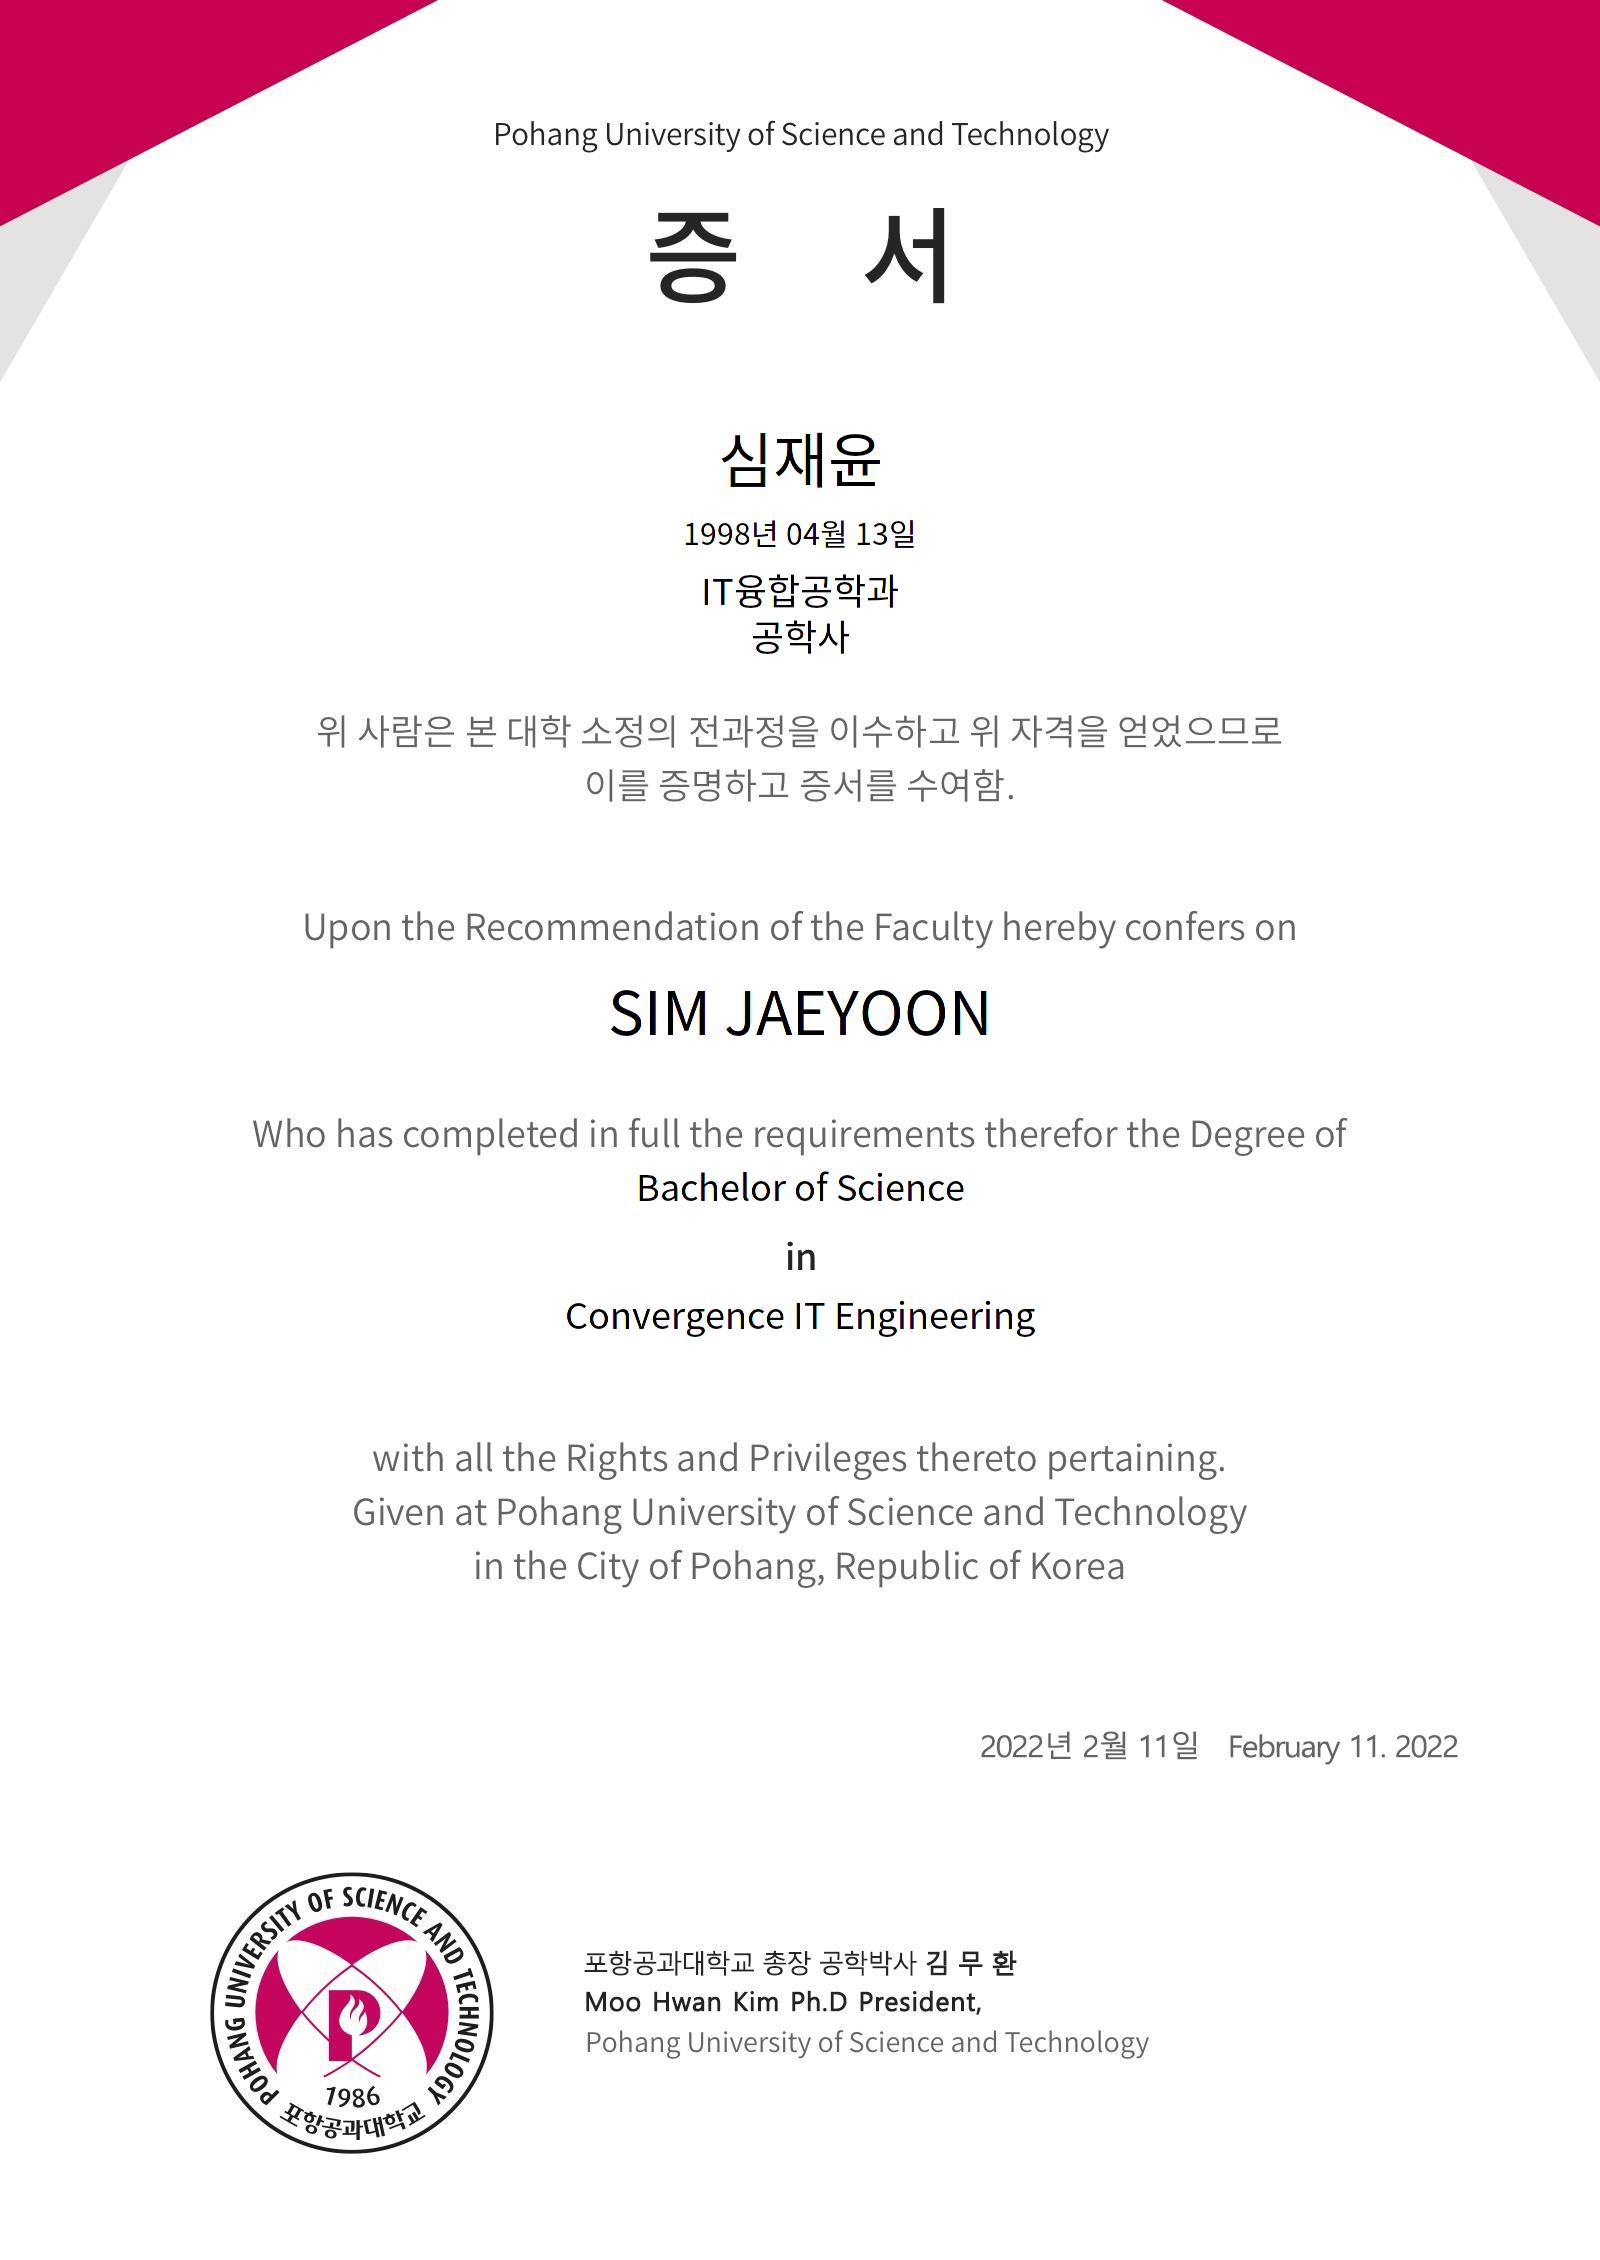 Pohang University of Science and Technology
증 서
심재윤
1998년 04월 13일
IT융합공학과
공학사
위 사람은 본 대학 소정의 전과정을 이수하고 위 자격을 얻었으므로
이를 증명하고 증서를 수여함.
Upon the Recommendation of the Faculty hereby confers on
SIM JAEYOON
Who has completed in full the requirements therefor the Degree of
Bachelor of Science
in
Convergence IT Engineering
with all the Rights and Privileges thereto pertaining.
Given at Pohang University of Science and Technology
in the City of Pohang, Republic of Korea
2022년 2월 11일 February 11. 2022
POHANG UNIVERSITY OF SCIENCE AND TECHNOLOGY
P
1986
포항공과대학교
포항공과대학교 총장 공학박사 김 무 환
Moo Hwan Kim Ph.D President,
Pohang University of Science and Technology